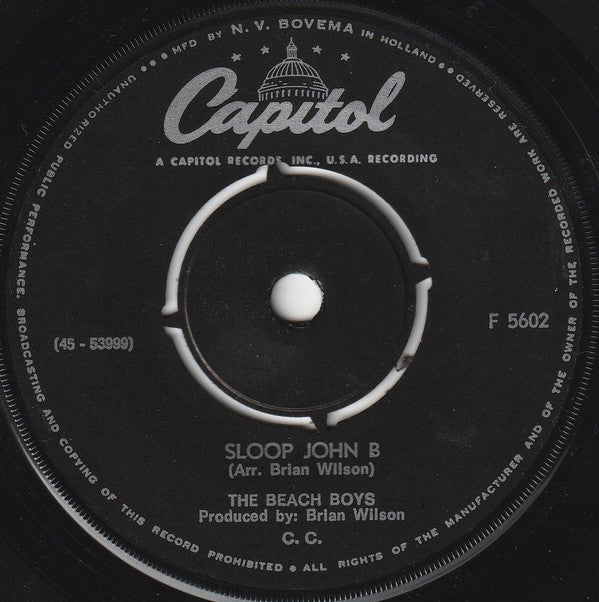 MFD BY N. V. BOVEMA IN HOLLAND
Capitol
A CAPITOL RECORDS, INC., U.S.A. RECORDING
F 5602
(45 - 53999)
SLOOP JOHN B
(Arr. Brian Wilson)
THE BEACH BOYS
Produced by: Brian Wilson
C. C.
UNAUTHORIZED PUBLIC PERFORMANCE, BROADCASTING AND COPYING OF THIS RECORD PROHIBITED ● ALL RIGHTS OF THE MANUFACTURER AND OF THE OWNER OF THE RECORDED WORK ARE RESERVED